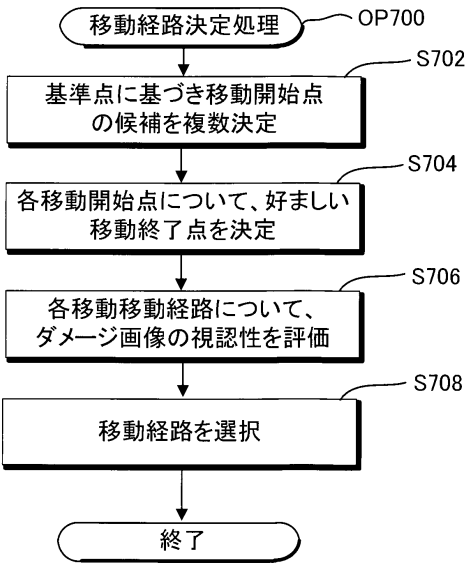 移動経路決定処理
OP700
S702
基準点に基づき移動開始点
の候補を複数決定
S704
各移動開始点について、好ましい
移動終了点を決定
S706
各移動移動経路について、
ダメージ画像の視認性を評価
S708
移動経路を選択
終了